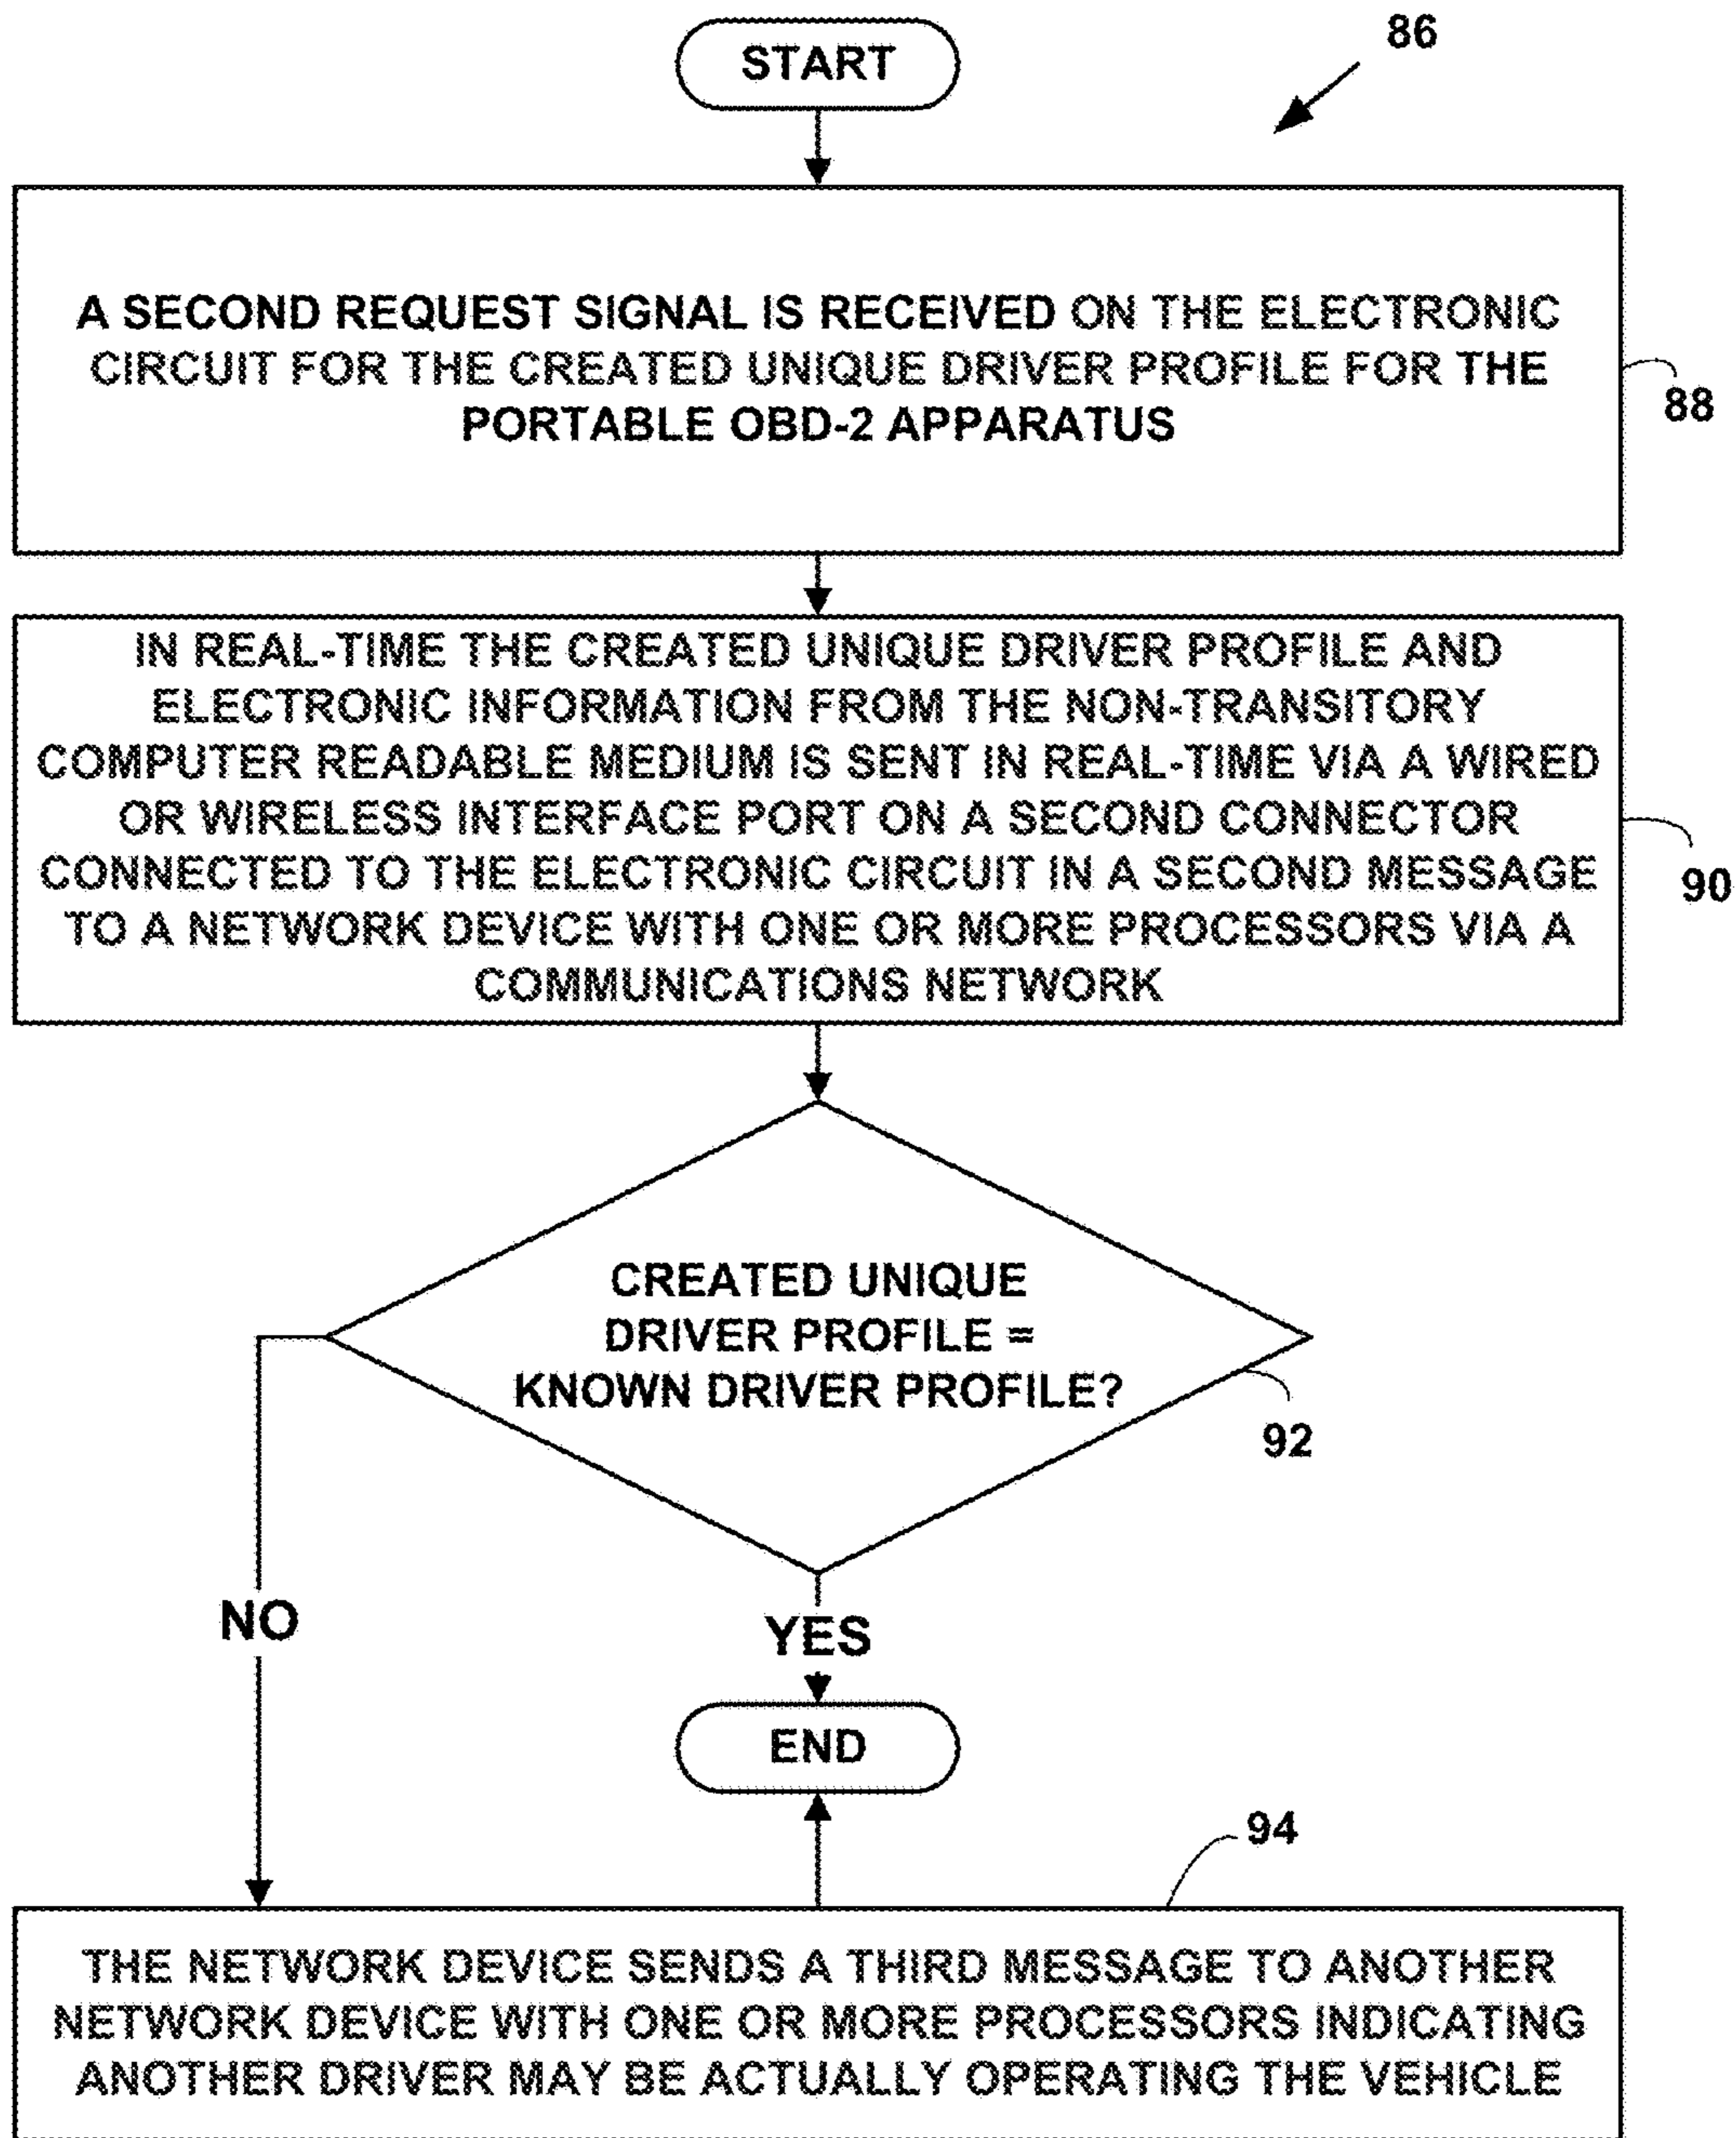 START
86
A SECOND REQUEST SIGNAL IS RECEIVED ON THE ELECTRONIC
CIRCUIT FOR THE CREATED UNIQUE DRIVER PROFILE FOR THE
PORTABLE OBD-2 APPARATUS
88
IN REAL-TIME THE CREATED UNIQUE DRIVER PROFILE AND
ELECTRONIC INFORMATION FROM THE NON-TRANSITORY
COMPUTER READABLE MEDIUM IS SENT IN REAL-TIME VIA A WIRED
OR WIRELESS INTERFACE PORT ON A SECOND CONNECTOR
CONNECTED TO THE ELECTRONIC CIRCUIT IN A SECOND MESSAGE
TO A NETWORK DEVICE WITH ONE OR MORE PROCESSORS VIA A
COMMUNICATIONS NETWORK
90
CREATED UNIQUE
DRIVER PROFILE =
KNOWN DRIVER PROFILE?
92
NO
YES
END
94
THE NETWORK DEVICE SENDS A THIRD MESSAGE TO ANOTHER
NETWORK DEVICE WITH ONE OR MORE PROCESSORS INDICATING
ANOTHER DRIVER MAY BE ACTUALLY OPERATING THE VEHICLE